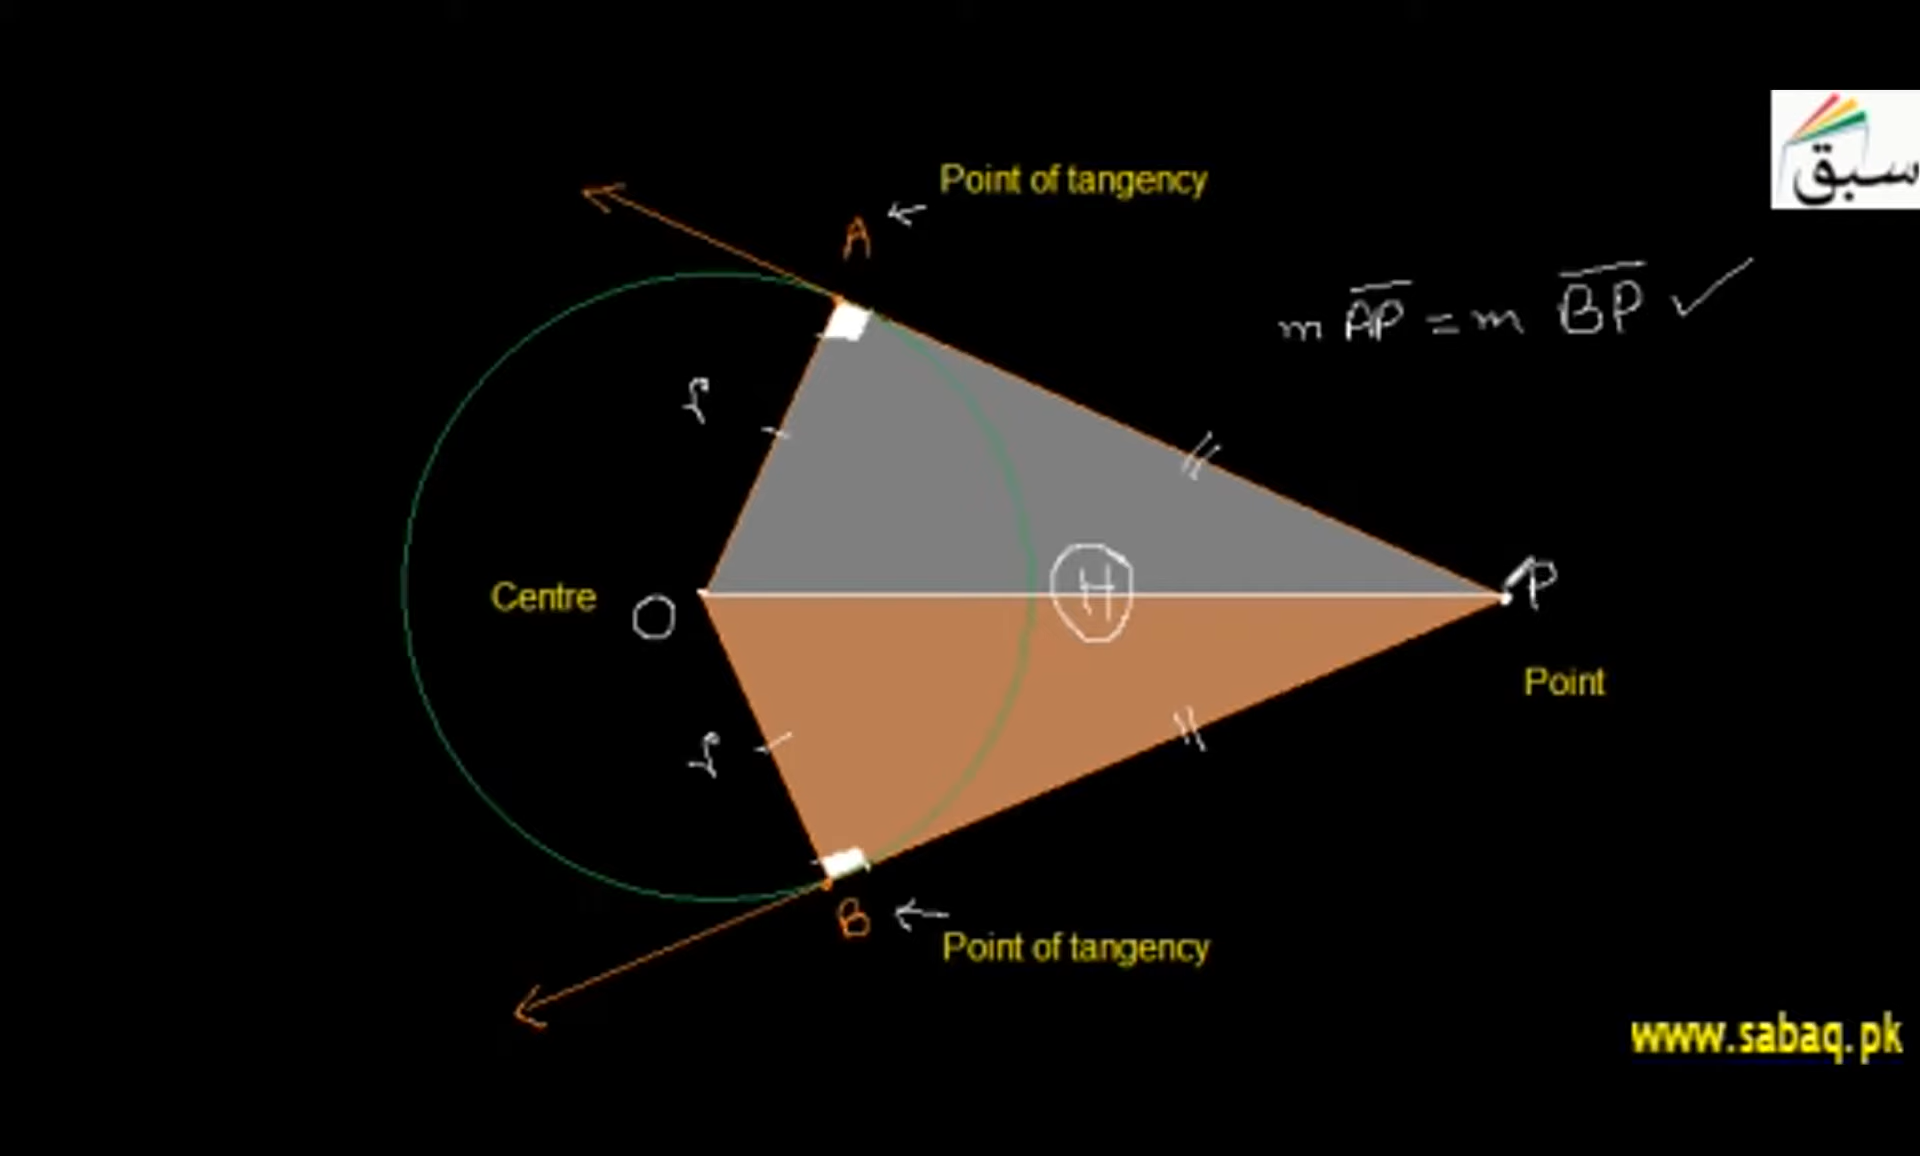 Point of tangency
سبق
A
m AP = m BP ✓
r
H
P
Centre
O
Point
r
B
Point of tangency
www.sabaq.pk